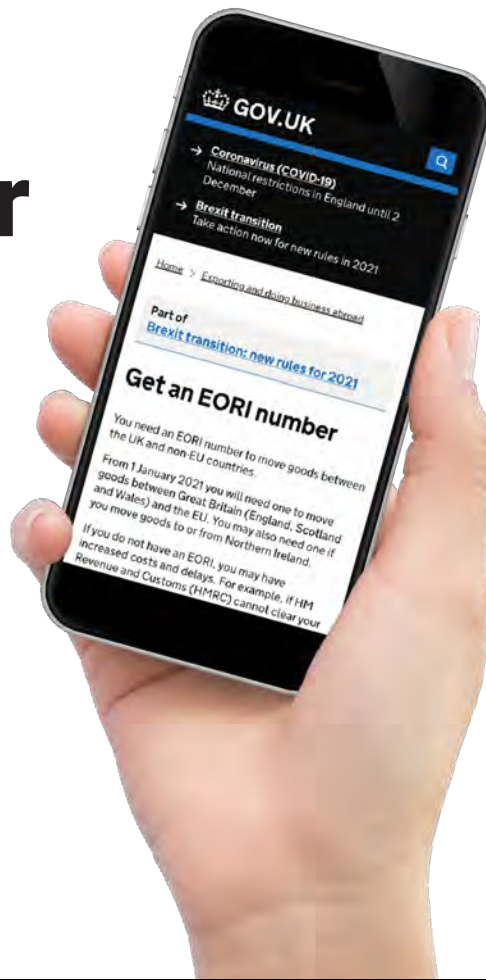 r
GOV.UK
→ Coronavirus (COVID-19)
National restrictions in England until 2
December
→ Brexit transition
Take action now for new rules in 2021
Home > Exporting and doing business abroad
Part of
Brexit transition: new rules for 2021
Get an EORI number
You need an EORI number to move goods between
the UK and non-EU countries.
From 1 January 2021 you will need one to move
goods between Great Britain (England, Scotland
and Wales) and the EU. You may also need one if
you move goods to or from Northern Ireland.
If you do not have an EORI, you may have
increased costs and delays. For example, if HM
Revenue and Customs (HMRC) cannot clear your